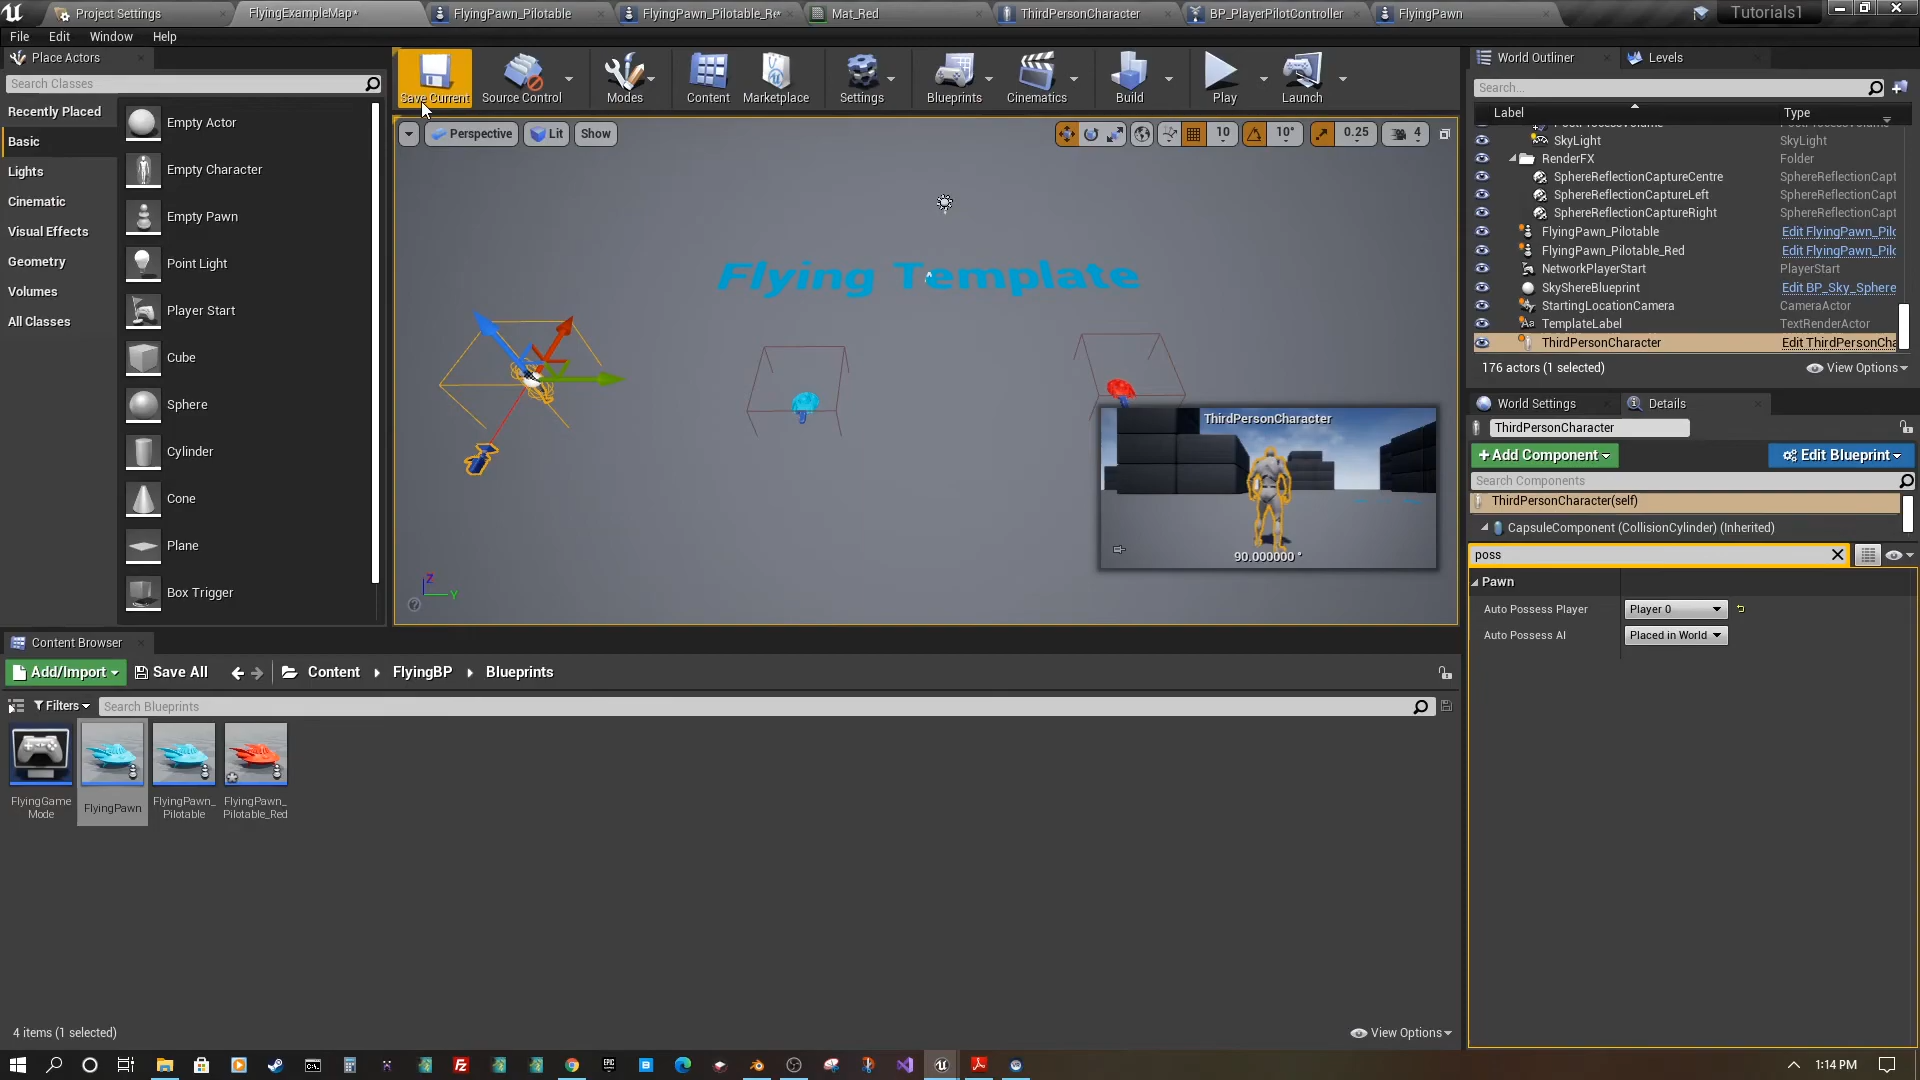 Project Settings
FlyingExampleMap*
FlyingPawn_Pilotable
FlyingPawn_Pilotable_Re*
Mat_Red
ThirdPersonCharacter
BP_PlayerPilotController
FlyingPawn
Tutorials1
File
Edit
Window
Help
Place Actors
Search Classes
Recently Placed
Basic
Lights
Cinematic
Visual Effects
Geometry
Volumes
All Classes
Empty Actor
Empty Character
Empty Pawn
Point Light
Player Start
Cube
Sphere
Cylinder
Cone
Plane
Box Trigger
Save Current
Source Control
Modes
Content
Marketplace
Settings
Blueprints
Cinematics
Build
Play
Launch
Perspective
Lit
Show
10
10°
0.25
4
Flying Template
ThirdPersonCharacter
90.000000 °
Z
Y
World Outliner
Levels
Search...
Label
Type
SkyLight
SkyLight
RenderFX
Folder
SphereReflectionCaptureCentre
SphereReflectionCapt
SphereReflectionCaptureLeft
SphereReflectionCapt
SphereReflectionCaptureRight
SphereReflectionCapt
FlyingPawn_Pilotable
Edit FlyingPawn_Pilo
FlyingPawn_Pilotable_Red
Edit FlyingPawn_Pilo
NetworkPlayerStart
PlayerStart
SkyShereBlueprint
Edit BP_Sky_Sphere
StartingLocationCamera
CameraActor
TemplateLabel
TextRenderActor
ThirdPersonCharacter
Edit ThirdPersonCha
176 actors (1 selected)
View Options
World Settings
Details
ThirdPersonCharacter
+Add Component
Edit Blueprint
Search Components
ThirdPersonCharacter(self)
CapsuleComponent (CollisionCylinder) (Inherited)
poss
Pawn
Auto Possess Player
Player 0
Auto Possess AI
Placed in World
Content Browser
Add/Import
Save All
Content
FlyingBP
Blueprints
Filters
Search Blueprints
FlyingGame
Mode
FlyingPawn
FlyingPawn_
Pilotable
FlyingPawn_
Pilotable_Red
4 items (1 selected)
View Options
1:14 PM